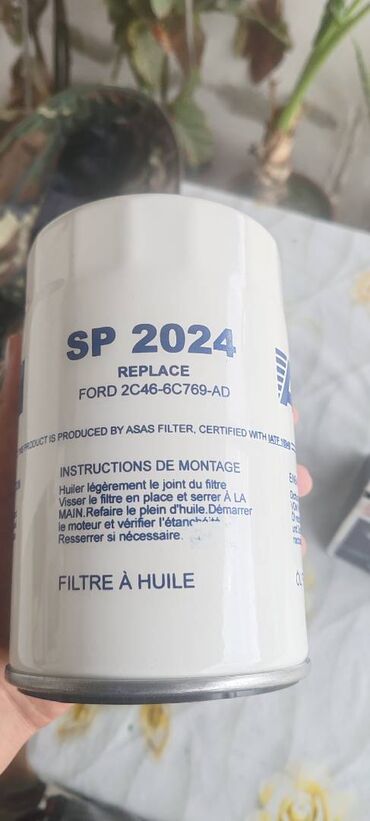 SP 2024
REPLACE
FORD 2C46-6C769-AD
PRODUCT IS PRODUCED BY ASAS FILTER, CERTIFIED WITH IATF
INSTRUCTIONS DE MONTAGE
Huiler légèrement le joint du filtre
Visser le filtre en place et serrer À LA
MAIN.Refaire le plein d'huile.Démarrer
le moteur et vérifier l'étanchéité
Resserrer si nécessaire.
FILTRE À HUILE